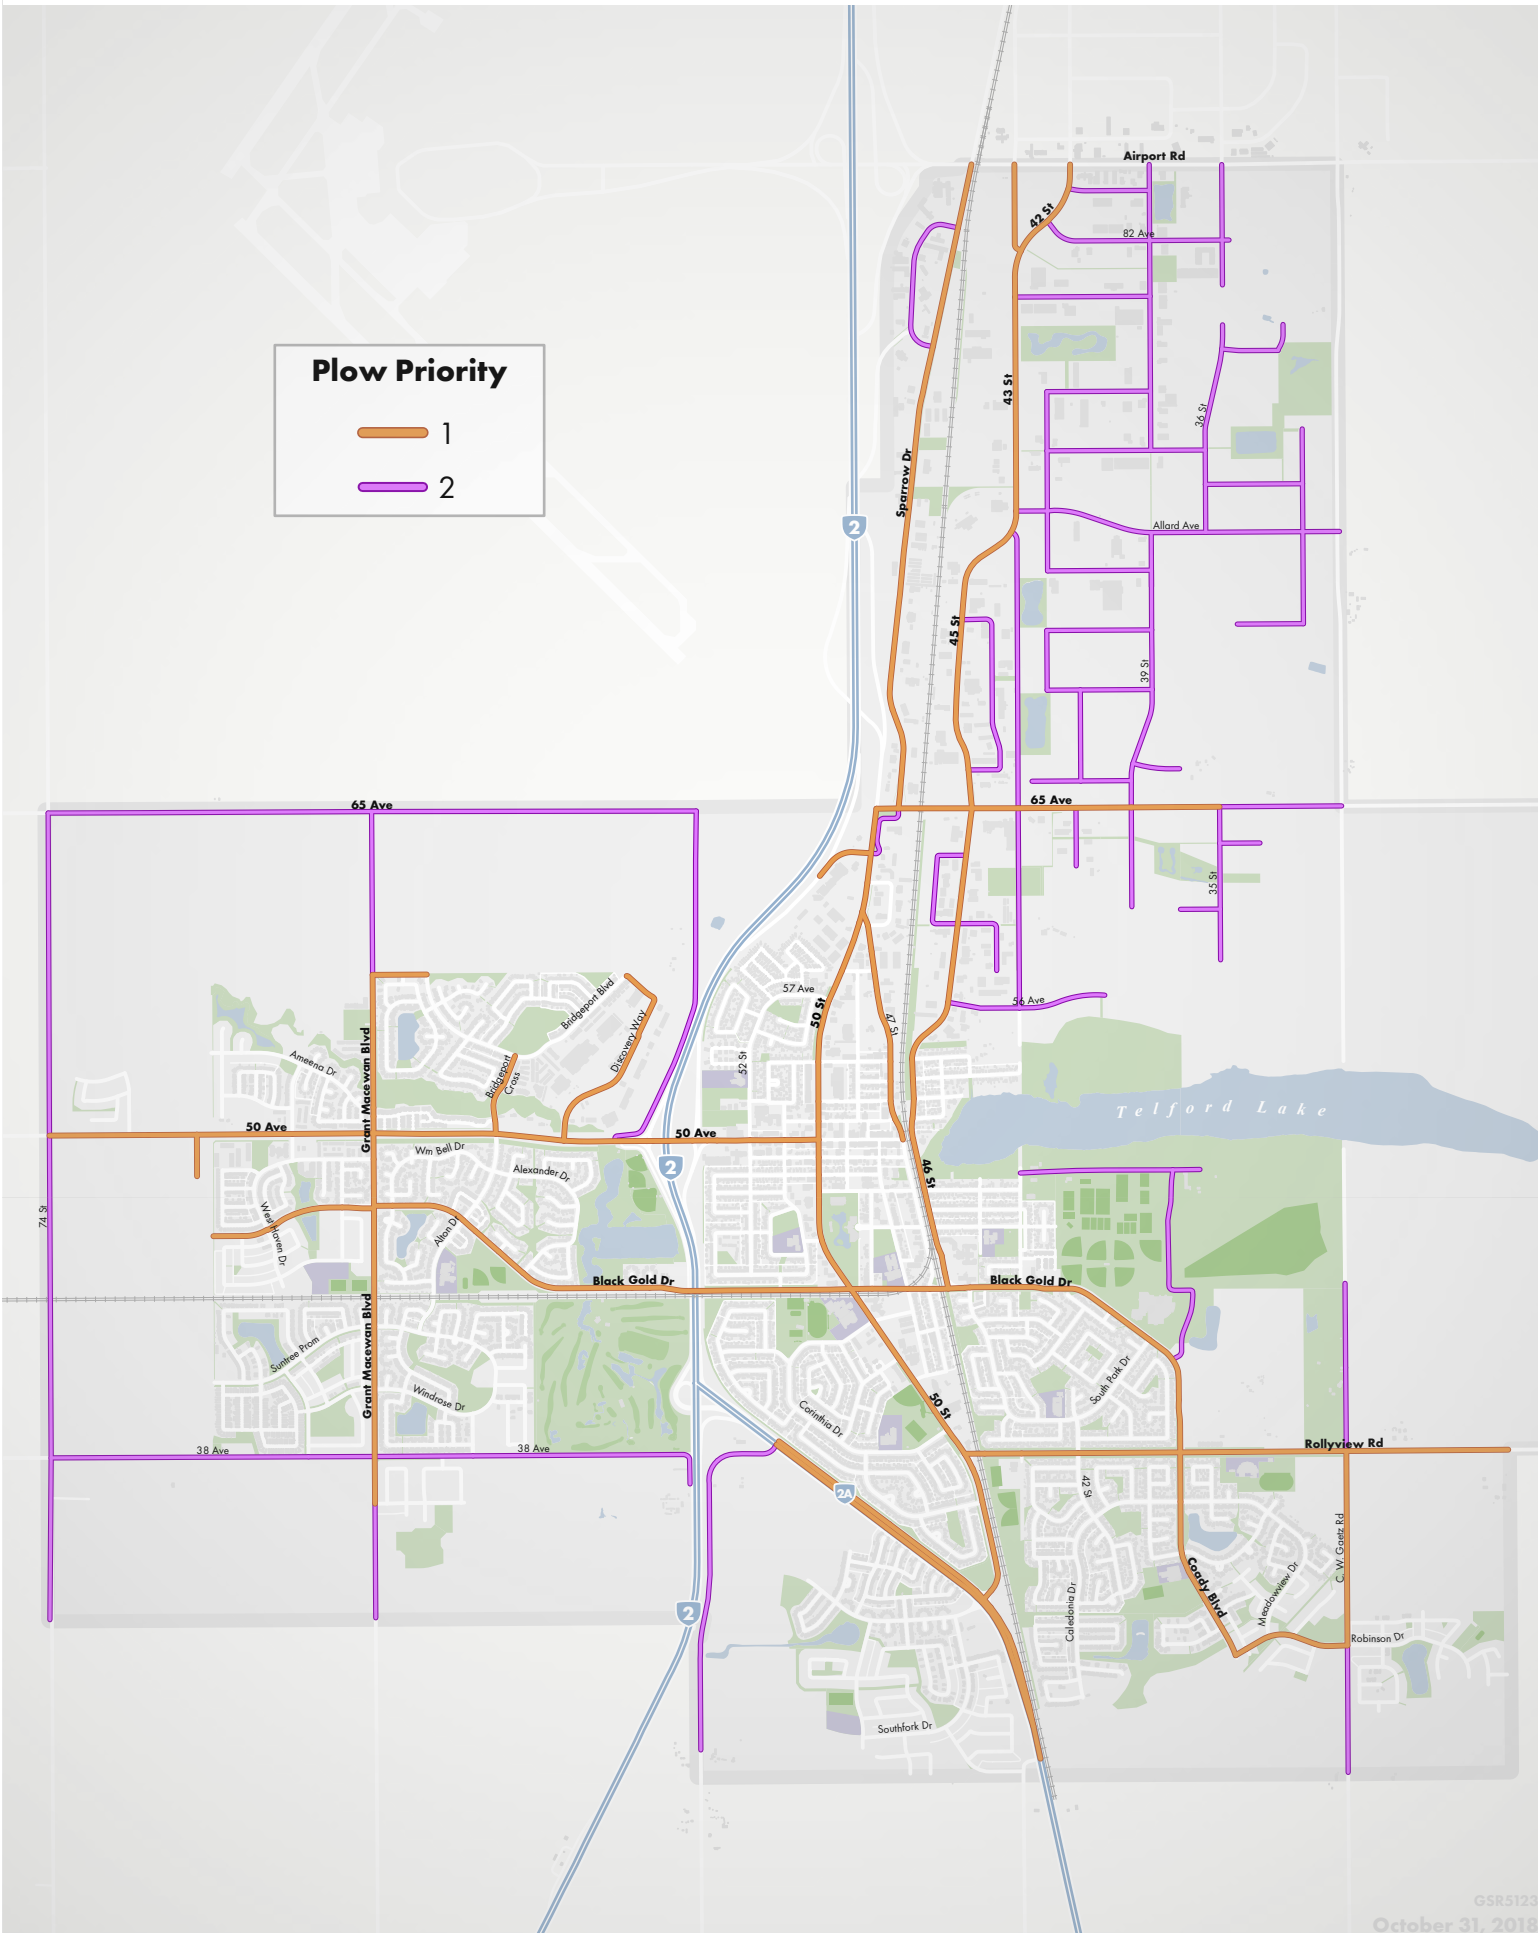 Airport Rd
42 St
82 Ave
Plow Priority
1
2
43 St
36 St
Sparrow Dr
2
Allard Ave
45 St
39 St
65 Ave
65 Ave
35 St
57 Ave
Bridgeport Blvd
50 St
56 Ave
47 St
Discovery Way
Ameena Dr
Grant Macewan Blvd
52 St
Bridgeport
Cross
Telford Lake
50 Ave
50 Ave
Wm Bell Dr
2
Alexander Dr
46 St
74 St
West Haven Dr
Alton Dr
Black Gold Dr
Black Gold Dr
Grant Macewan Blvd
Suntree Prom
Windrose Dr
South Park Dr
50 St
Corinthia Dr
38 Ave
38 Ave
Rollyview Rd
42 St
2A
C. W. Gaetz Rd
Coady Blvd
Meadowview Dr
2
Caledonia Dr
Robinson Dr
Southfork Dr
GSR5123
October 31, 2018